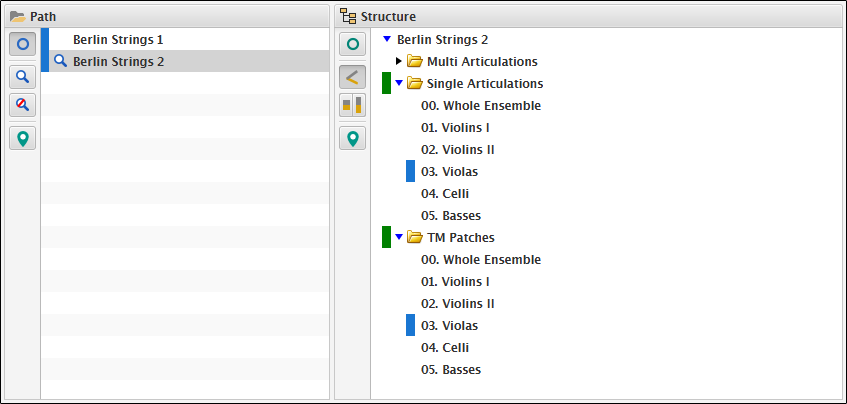 Path
Berlin Strings 1
Berlin Strings 2
Structure
Berlin Strings 2
Multi Articulations
Single Articulations
00. Whole Ensemble
01. Violins I
02. Violins II
03. Violas
04. Celli
05. Basses
TM Patches
00. Whole Ensemble
01. Violins I
02. Violins II
03. Violas
04. Celli
05. Basses